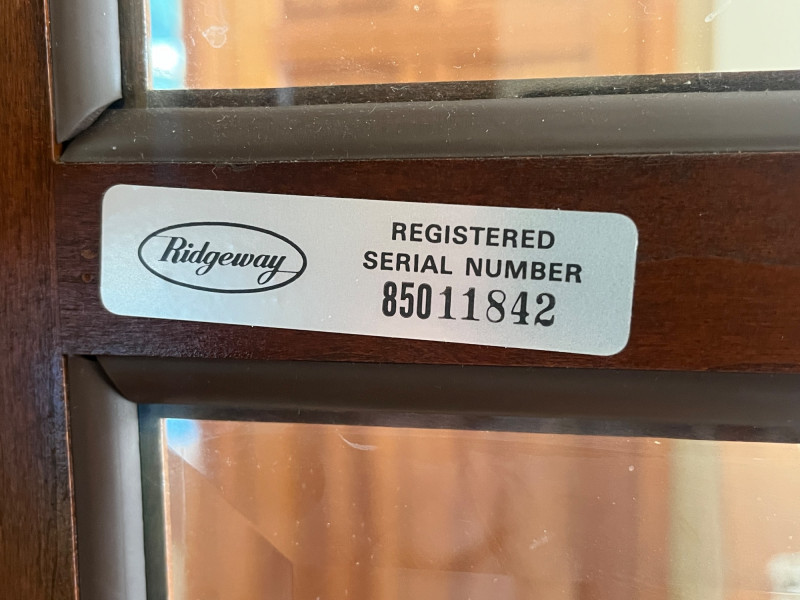 Ridgeway
REGISTERED
SERIAL NUMBER
85011842